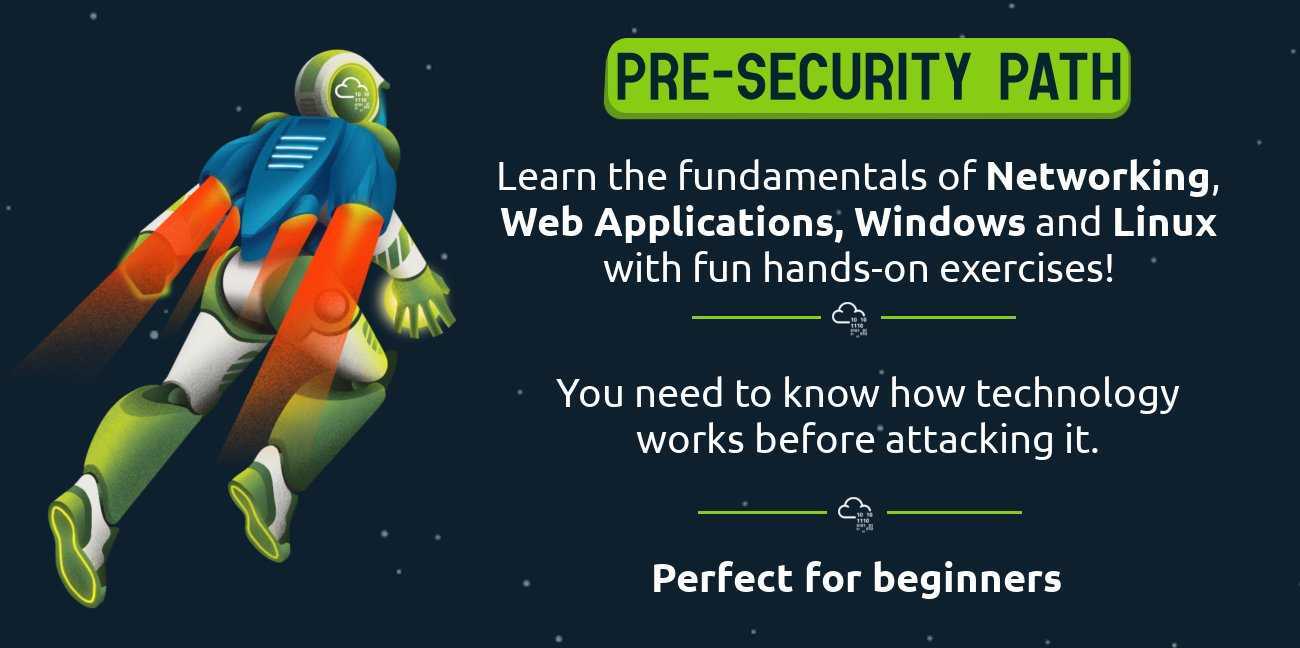 PRE-SECURITY PATH
Learn the fundamentals of Networking,
Web Applications, Windows and Linux
with fun hands-on exercises!
You need to know how technology
works before attacking it.
Perfect for beginners